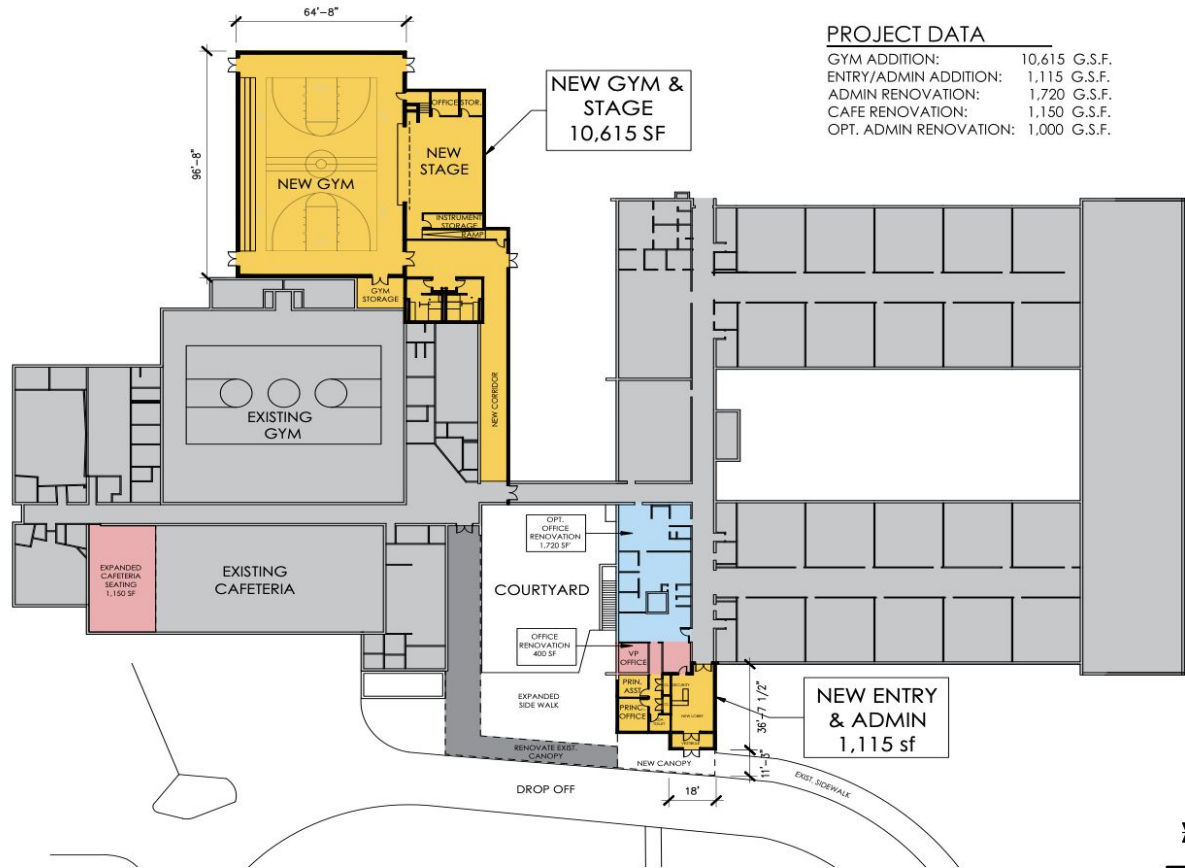 64'-8"
96'-8"
PROJECT DATA
GYM ADDITION: 10,615 G.S.F.
ENTRY/ADMIN ADDITION: 1,115 G.S.F.
ADMIN RENOVATION: 1,720 G.S.F.
CAFE RENOVATION: 1,150 G.S.F.
OPT. ADMIN RENOVATION: 1,000 G.S.F.
NEW GYM &
STAGE
10,615 SF
OFFICE
STOR.
NEW
STAGE
NEW GYM
INSTRUMENT
STORAGE
RAMP
GYM
STORAGE
NEW CORRIDOR
EXISTING
GYM
EXPANDED
CAFETERIA
SEATING
1,150 SF
EXISTING
CAFETERIA
OPT.
OFFICE
RENOVATION
1,720 SF
COURTYARD
OFFICE
RENOVATION
400 SF
VP
OFFICE
PRIN.
ASST.
SECURITY
PRINC.
OFFICE
TOILET
NEW LOBBY
VESTIBULE
EXPANDED
SIDE WALK
NEW ENTRY
& ADMIN
1,115 sf
36'-7 1/2"
11'-3"
RENOVATE EXIST.
CANOPY
NEW CANOPY
EXIST. SIDEWALK
DROP OFF
18'